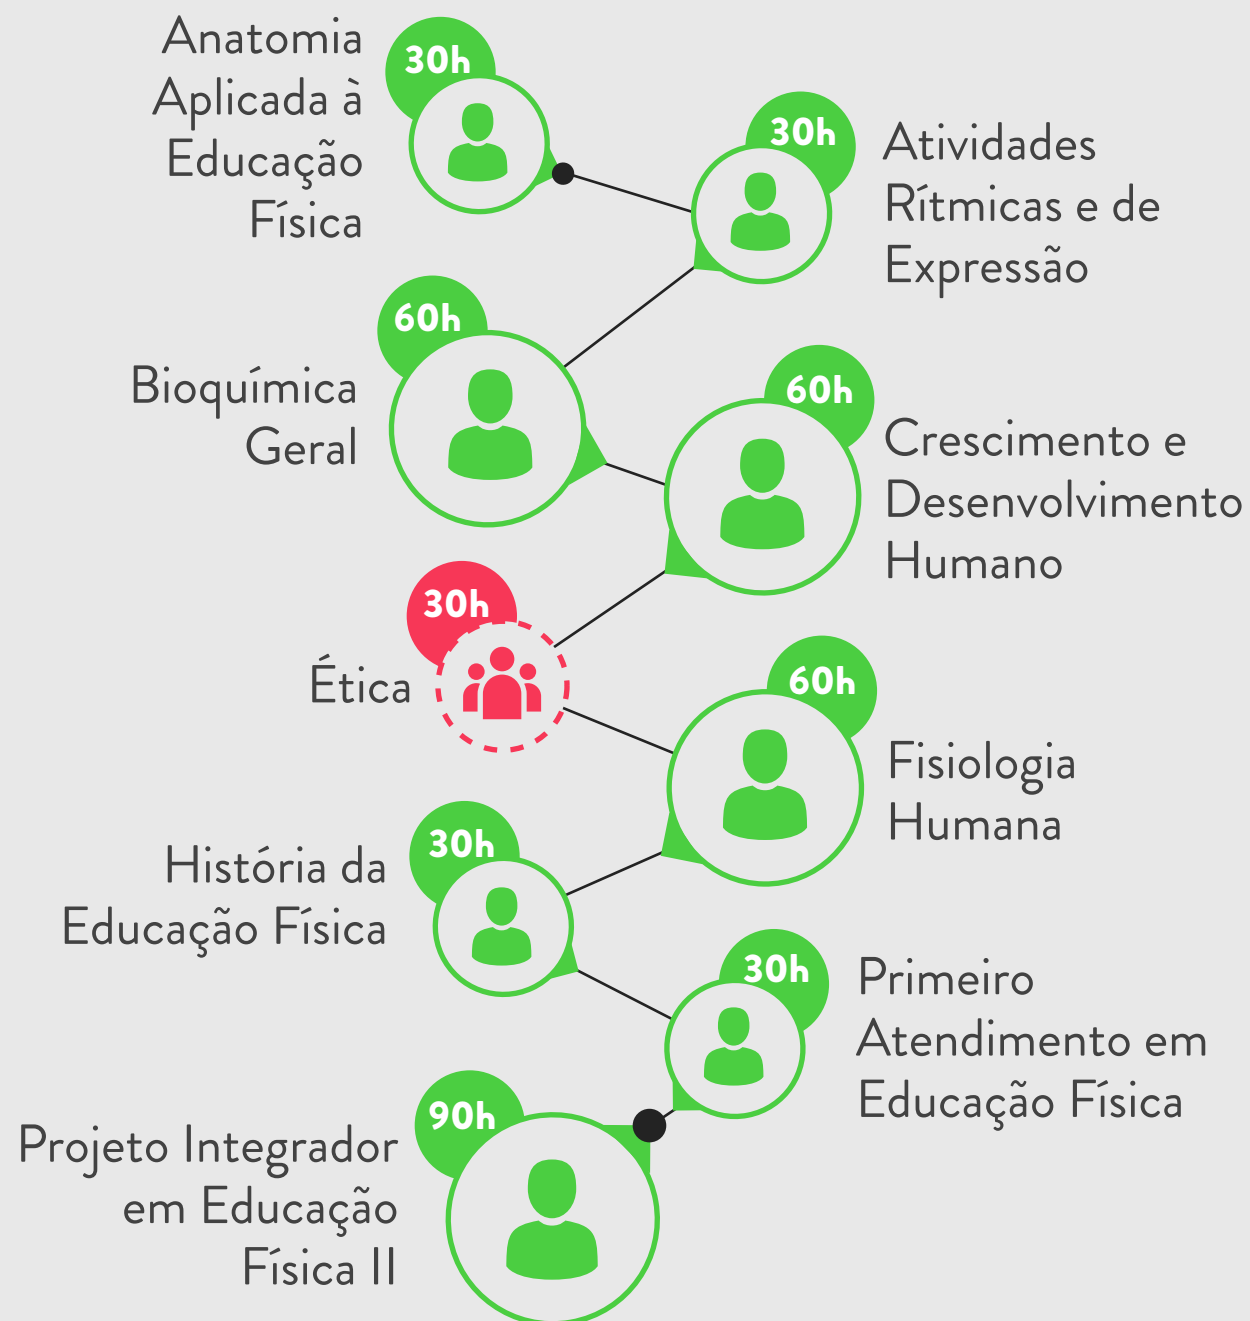 30h
Anatomia
Aplicada à
Educação
Física
30h
Atividades
Rítmicas e de
Expressão
60h
Bioquímica
Geral
60h
Crescimento e
Desenvolvimento
Humano
30h
Ética
60h
Fisiologia
Humana
30h
História da
Educação Física
30h
Primeiro
Atendimento em
Educação Física
90h
Projeto Integrador
em Educação
Física II